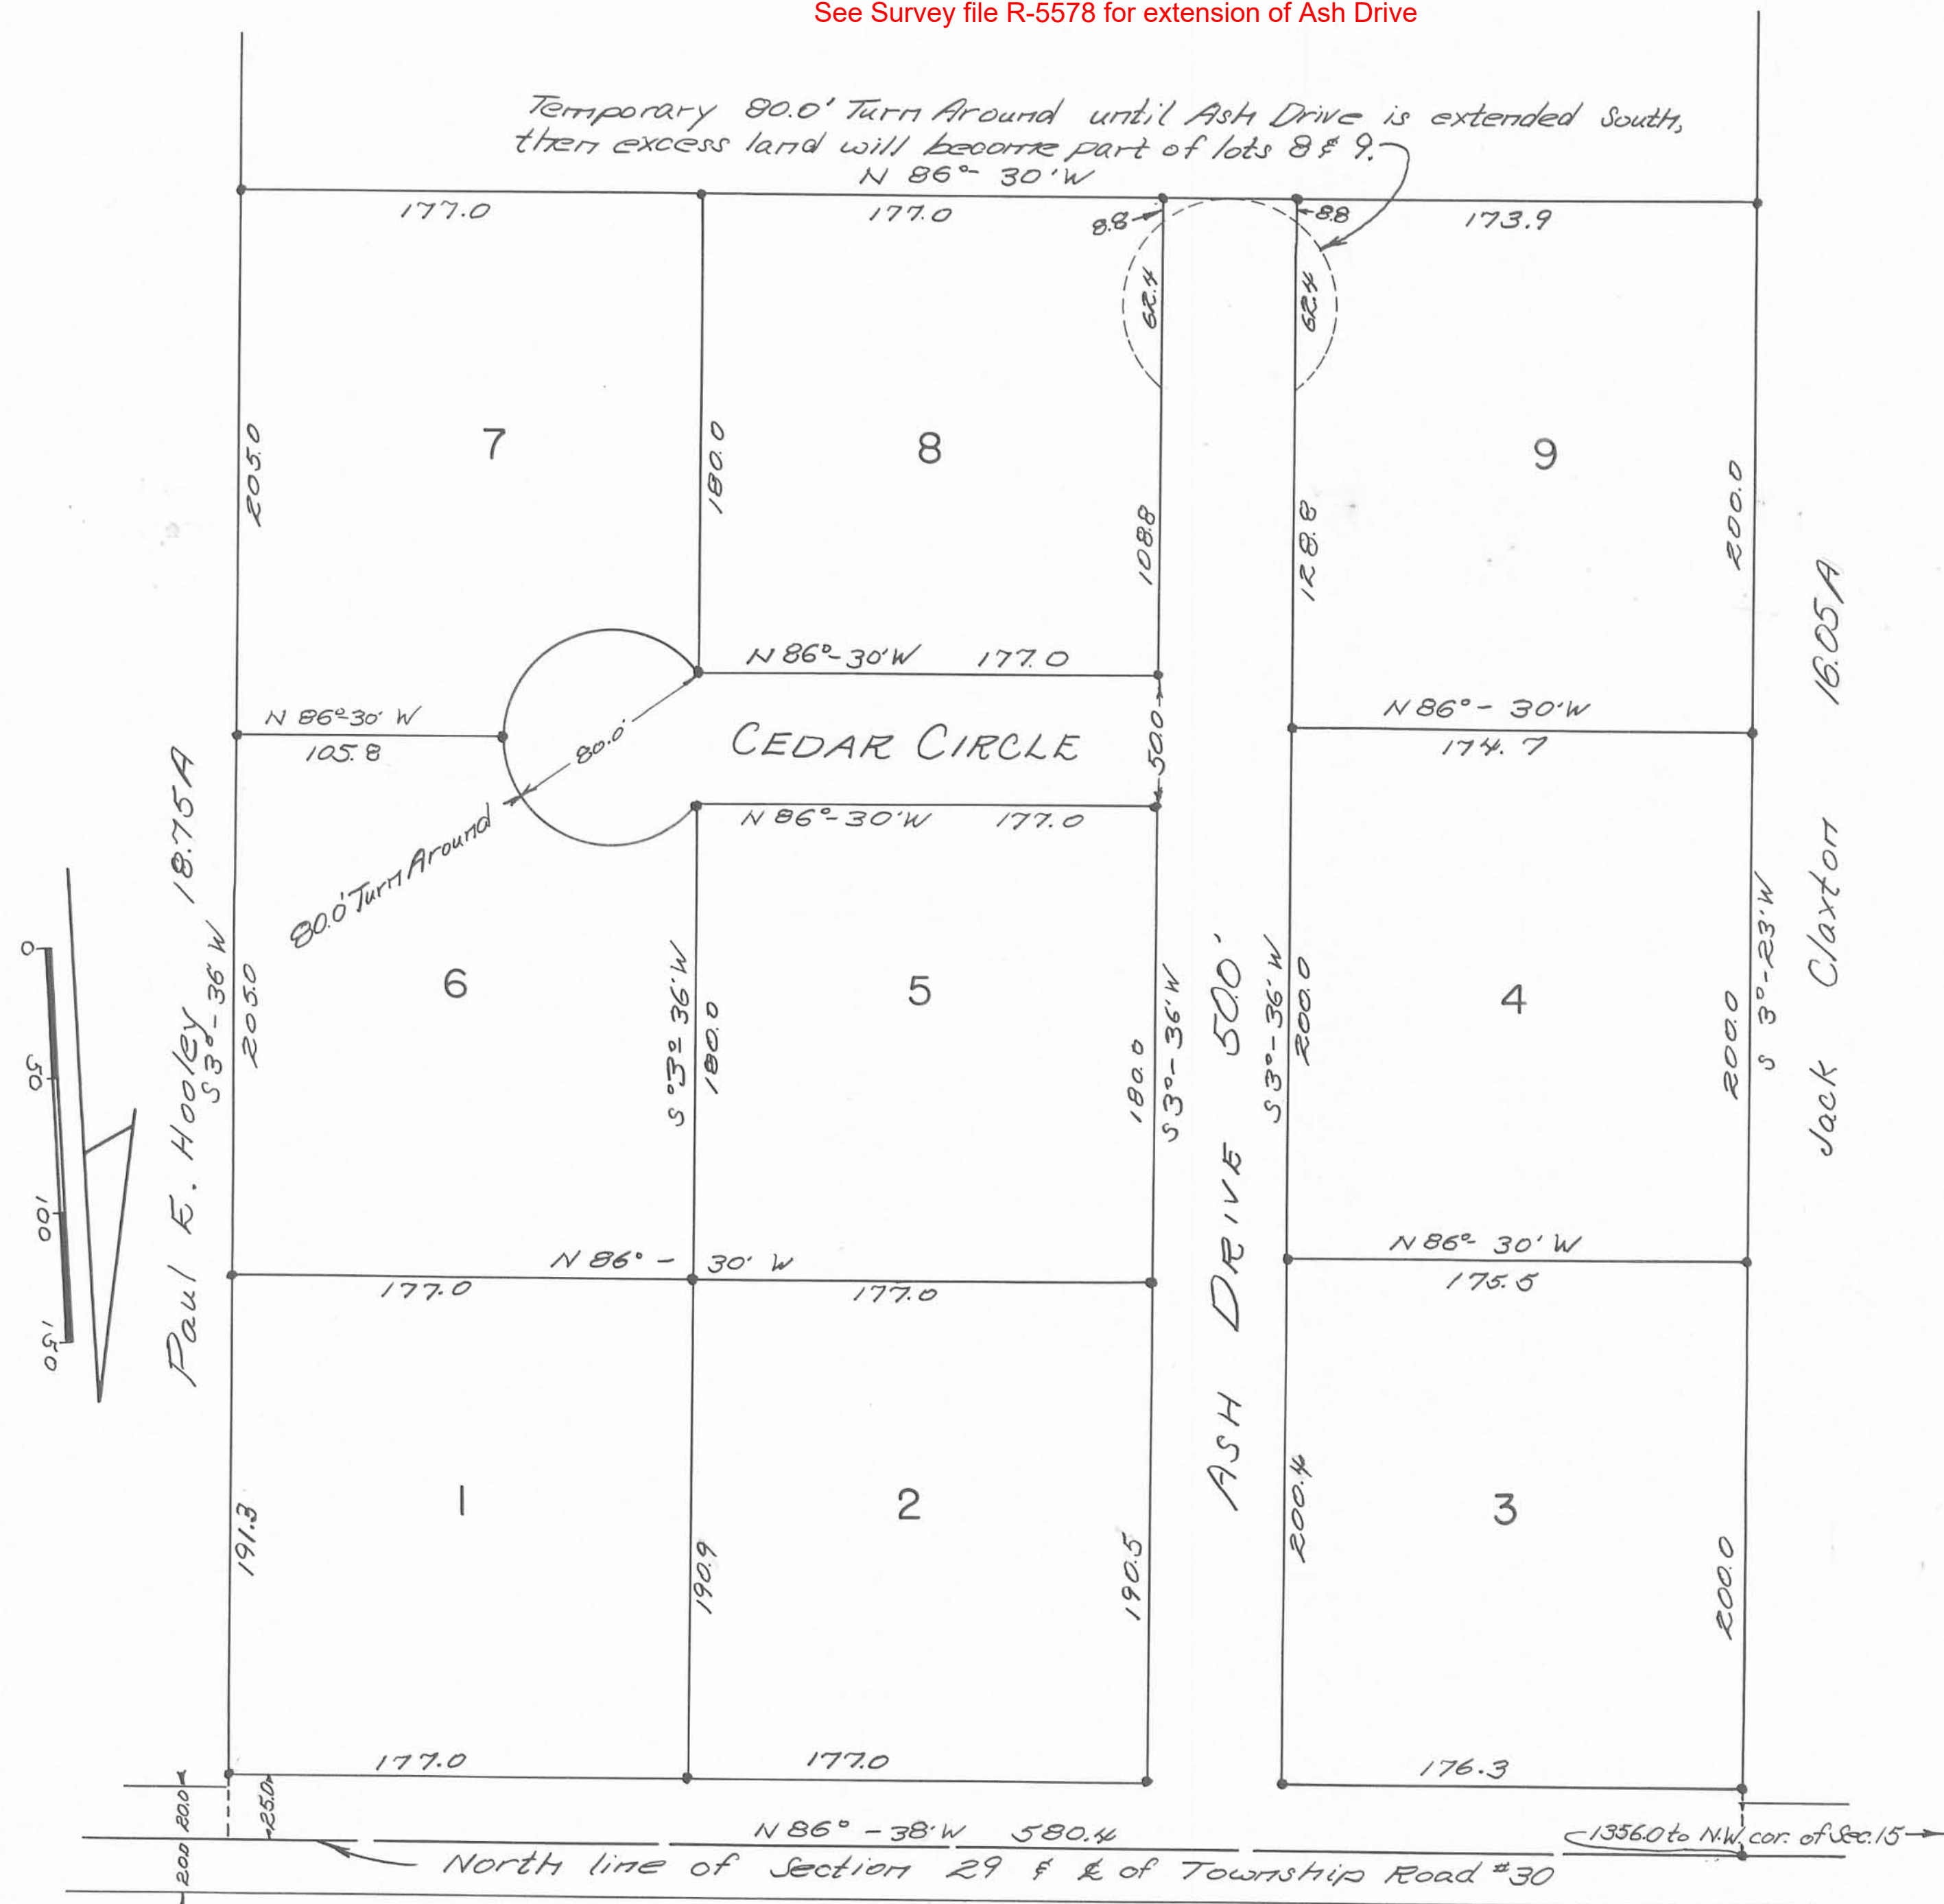 See Survey file R-5578 for extension of Ash Drive
Temporary 80.0' Turn Around until Ash Drive is extended South,
then excess land will become part of lots 8 & 9.
N 86°- 30'W
177.0
177.0
8.8
8.8
173.9
62.4
62.4
7
8
9
205.0
180.0
108.8
128.8
200.0
16.05A
N 86°-30'W 177.0
N 86°-30' W
105.8
80.0'
CEDAR CIRCLE
50.0
N 86°- 30'W
174.7
N 86°-30'W 177.0
80.0' Turn Around
18.75A
Paul E. Hooley
S 3°-36' W
205.0
6
5
4
S 3°-36'W
180.0
180.0
S 3°-36'W
ASH DRIVE 50.0'
S 3°-36'W
200.0
200.0
S 3°-23'W
Jack Claxton
0
50
100
150
N 86°- 30' W
177.0
177.0
N 86°- 30' W
175.5
1
2
3
191.3
190.9
190.5
200.4
200.0
177.0
177.0
176.3
20.0
25.0
20.0
N 86°-38'W 580.4
1356.0 to N.W. cor. of Sec. 15
North line of Section 29 & ℄ of Township Road #30